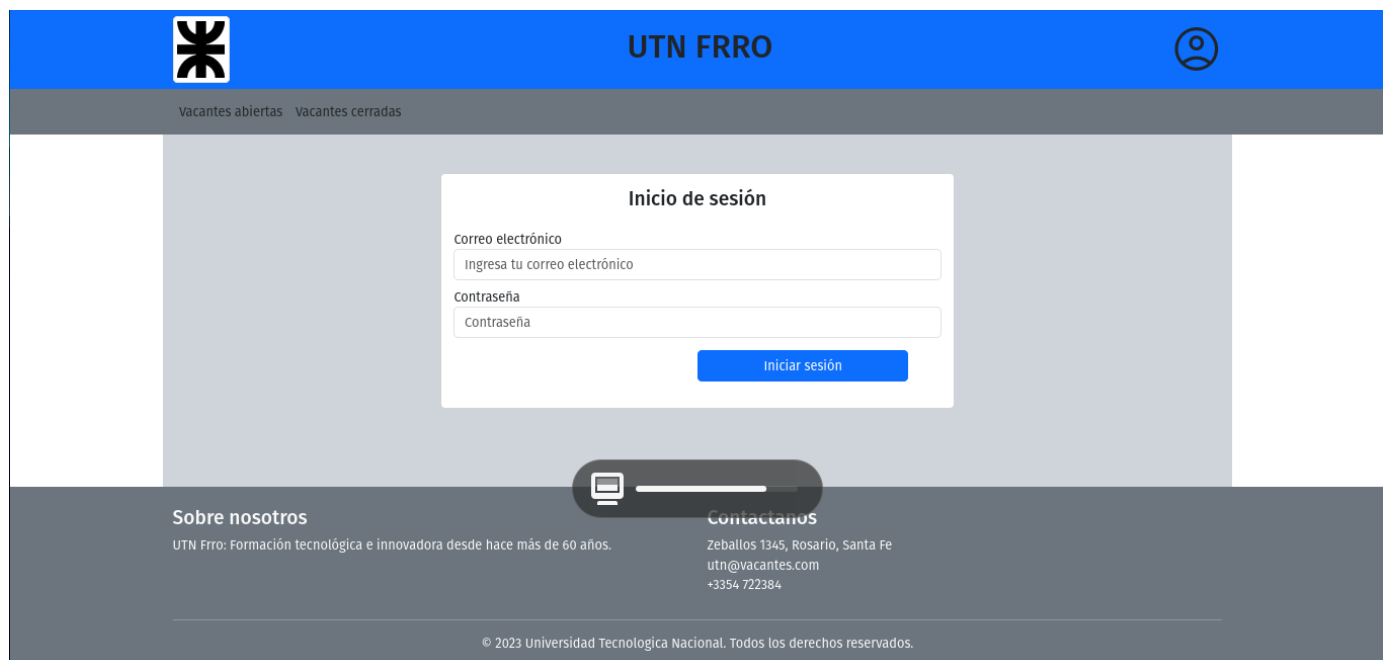 UTN FRRO
Vacantes abiertas Vacantes cerradas
Inicio de sesión
Correo electrónico
Ingresa tu correo electrónico
Contraseña
Contraseña
Iniciar sesión
Sobre nosotros
UTN Frro: Formación tecnológica e innovadora desde hace más de 60 años.
Contactanos
Zeballos 1345, Rosario, Santa Fe
utn@vacantes.com
+3354 722384
© 2023 Universidad Tecnologica Nacional. Todos los derechos reservados.